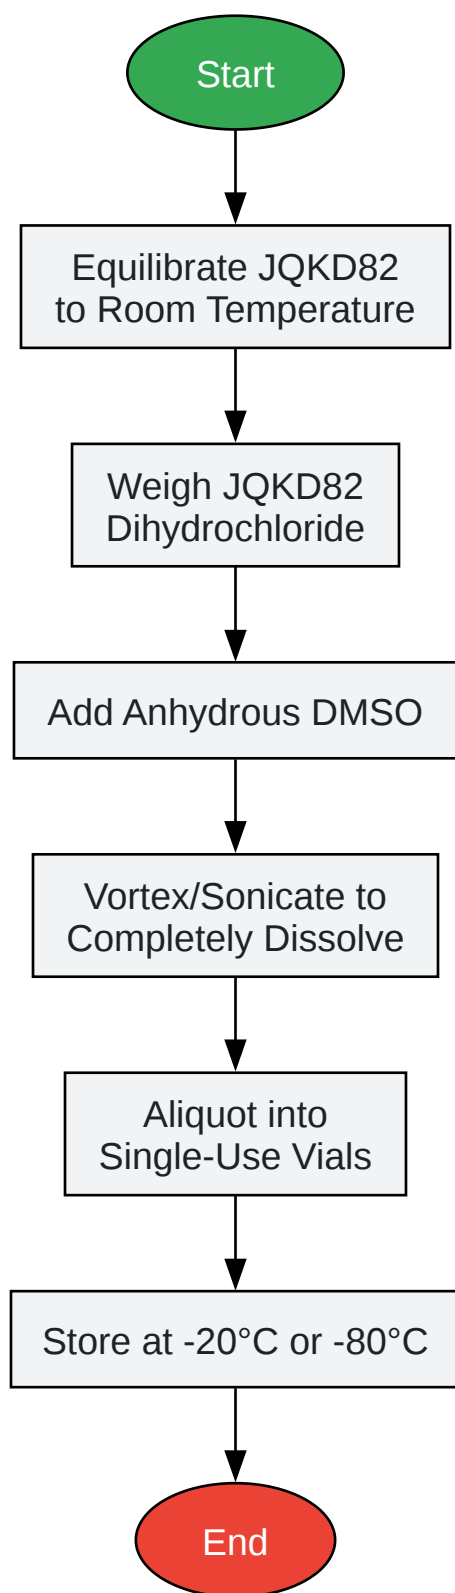 Start
Equilibrate JQKD82
to Room Temperature
Weigh JQKD82
Dihydrochloride
Add Anhydrous DMSO
Vortex/Sonicate to
Completely Dissolve
Aliquot into
Single-Use Vials
Store at -20°C or -80°C
End